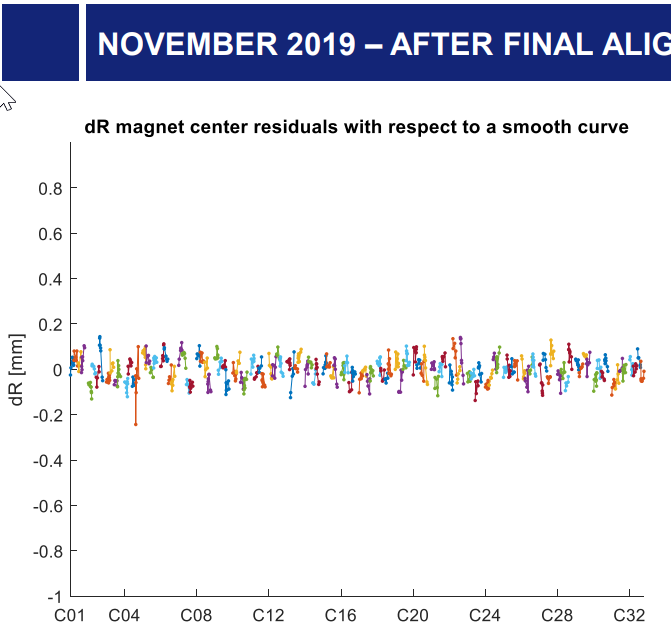 NOVEMBER 2019 – AFTER FINAL ALIG
dR magnet center residuals with respect to a smooth curve
dR [mm]
0.8
0.6
0.4
0.2
0
-0.2
-0.4
-0.6
-0.8
-1
C01 C04 C08 C12 C16 C20 C24 C28 C32